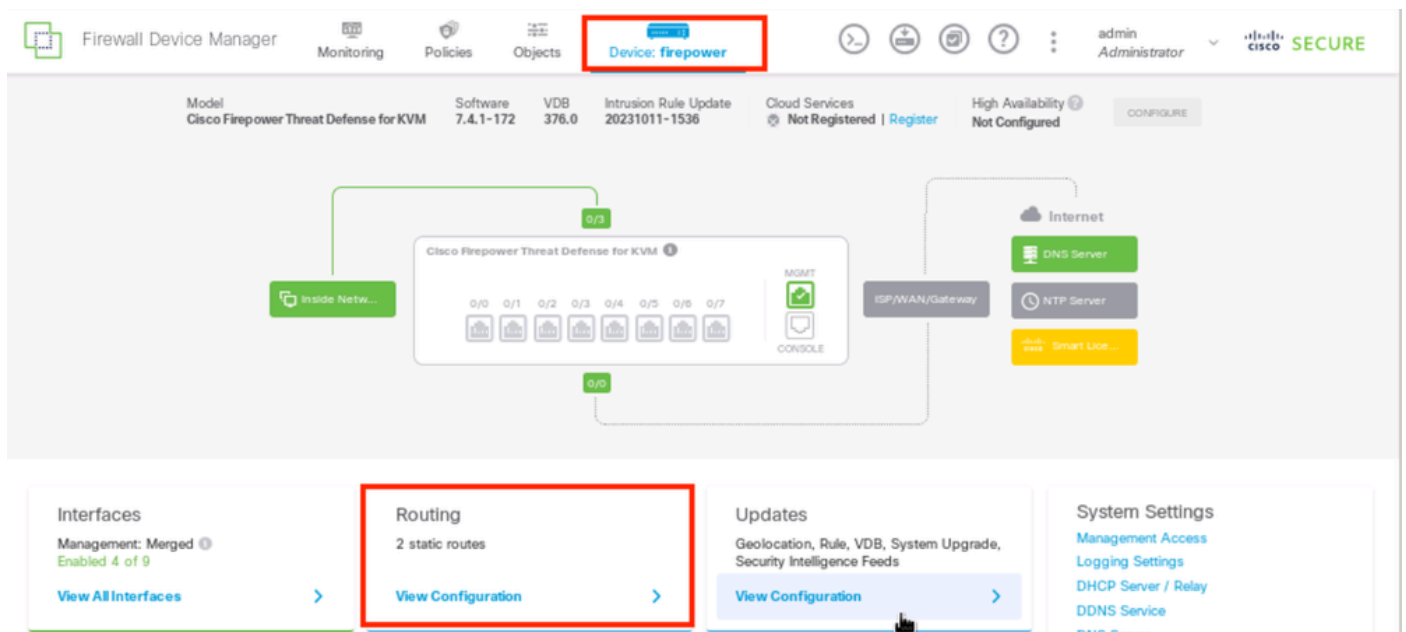 Firewall Device Manager
Monitoring
Policies
Objects
Device: firepower
admin
Administrator
cisco SECURE
Model
Cisco Firepower Threat Defense for KVM
Software
7.4.1-172
VDB
376.0
Intrusion Rule Update
20231011-1536
Cloud Services
Not Registered | Register
High Availability
Not Configured
CONFIGURE
0/3
Internet
Cisco Firepower Threat Defense for KVM
DNS Server
MGMT
Inside Netw...
0/0 0/1 0/2 0/3 0/4 0/5 0/6 0/7
ISP/WAN/Gateway
NTP Server
CONSOLE
Smart Lice...
0/0
Interfaces
Management: Merged
Enabled 4 of 9
View All Interfaces
Routing
2 static routes
View Configuration
Updates
Geolocation, Rule, VDB, System Upgrade,
Security Intelligence Feeds
View Configuration
System Settings
Management Access
Logging Settings
DHCP Server / Relay
DDNS Service